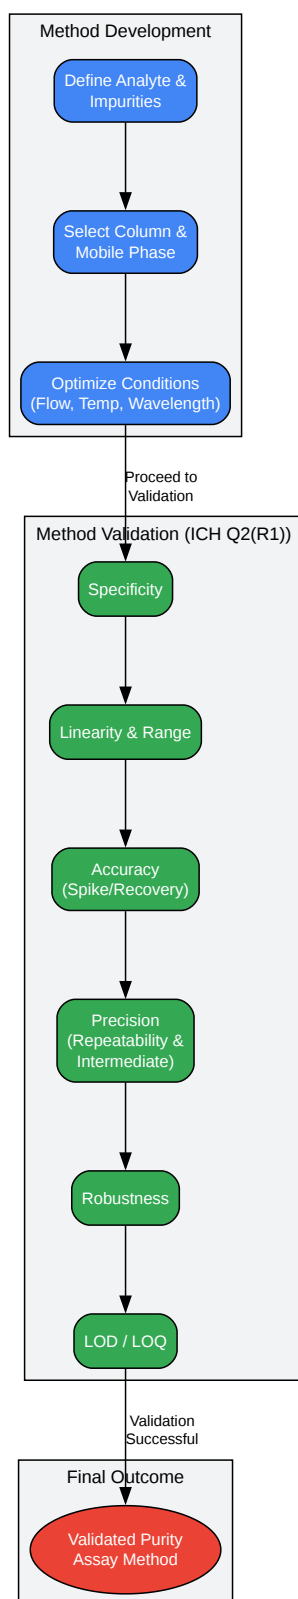 Method Development
Define Analyte &
Impurities
Select Column &
Mobile Phase
Optimize Conditions
(Flow, Temp, Wavelength)
Proceed to
Validation
Method Validation (ICH Q2(R1))
Specificity
Linearity & Range
Accuracy
(Spike/Recovery)
Precision
(Repeatability &
Intermediate)
Robustness
LOD / LOQ
Validation
Successful
Final Outcome
Validated Purity
Assay Method